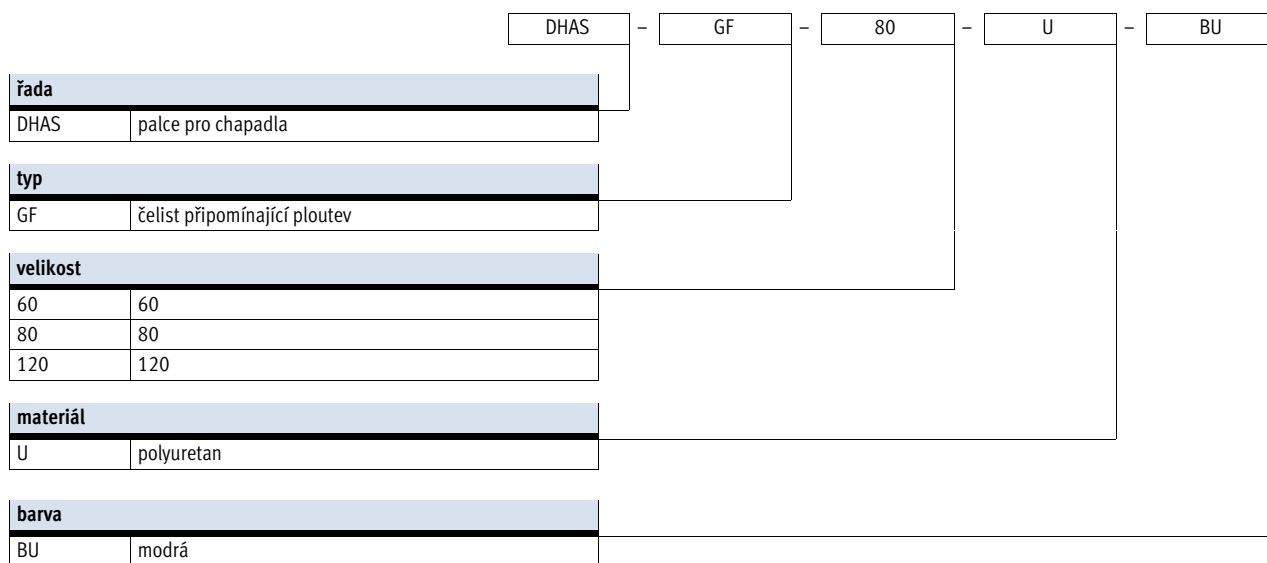 DHAS – GF – 80 – U – BU
řada
DHAS palce pro chapadla
typ
GF čelist připomínající ploutev
velikost
60 60
80 80
120 120
materiál
U polyuretan
barva
BU modrá